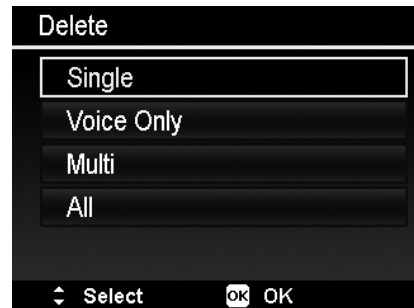 Delete
Single
Voice Only
Multi
All
Select OK OK